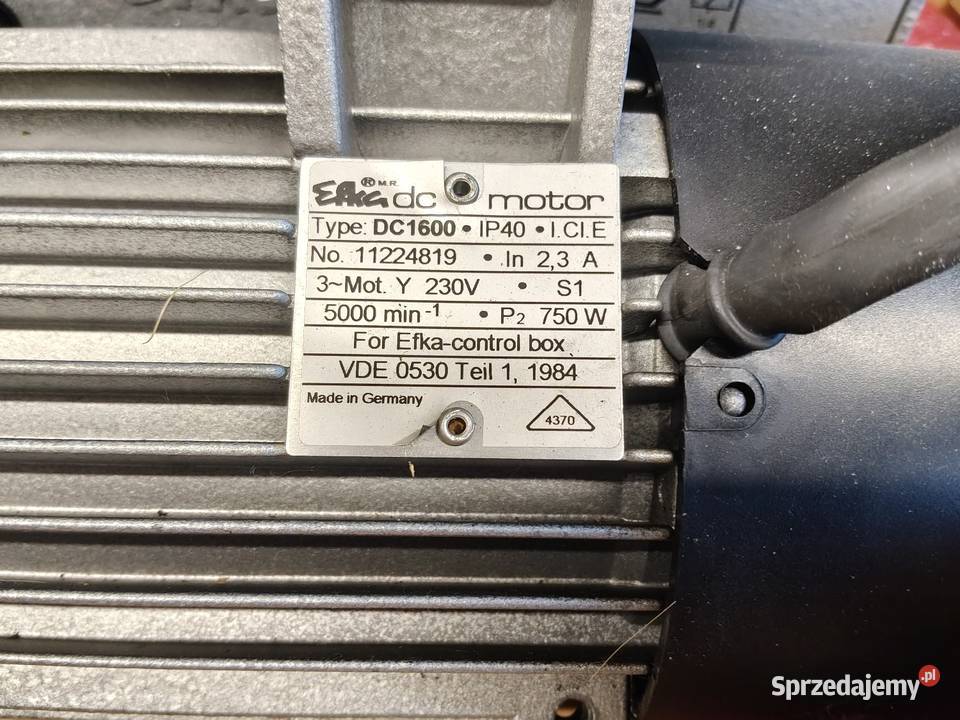 Efka ® M.R. dc motor
Type: DC1600 • IP40 • I.Cl.E
No. 11224819 • In 2,3 A
3~Mot. Y 230V • S1
5000 min⁻¹ • P₂ 750 W
For Efka-control box
VDE 0530 Teil 1, 1984
Made in Germany
4370
Sprzedajemy.pl